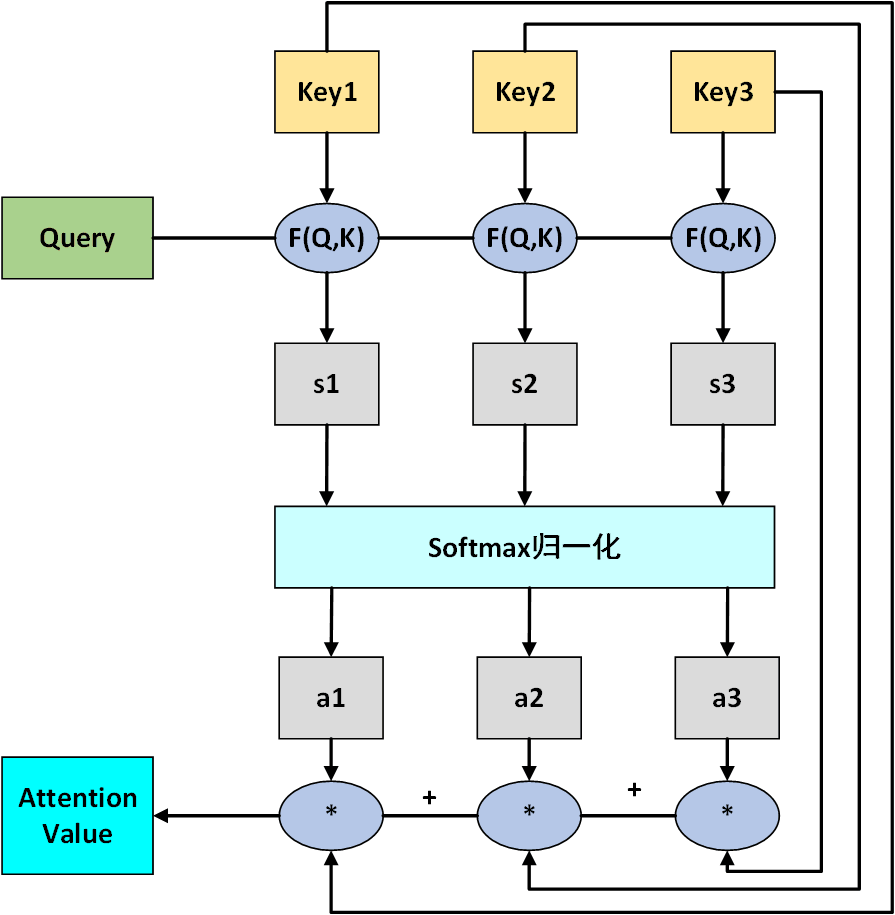 Key1
Key2
Key3
Query
F(Q,K)
F(Q,K)
F(Q,K)
s1
s2
s3
Softmax归一化
a1
a2
a3
Attention
Value
*
+
*
+
*